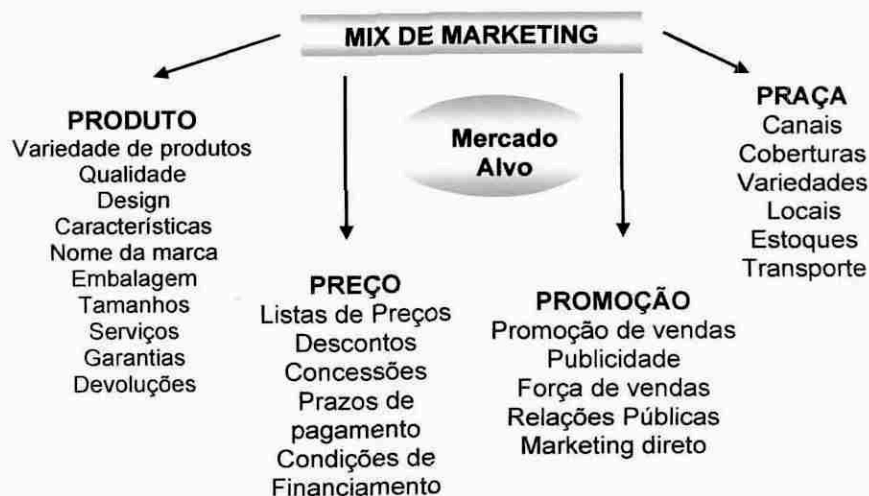 MIX DE MARKETING
Mercado
Alvo
PRODUTO
Variedade de produtos
Qualidade
Design
Características
Nome da marca
Embalagem
Tamanhos
Serviços
Garantias
Devoluções
PREÇO
Listas de Preços
Descontos
Concessões
Prazos de
pagamento
Condições de
Financiamento
PROMOÇÃO
Promoção de vendas
Publicidade
Força de vendas
Relações Públicas
Marketing direto
PRAÇA
Canais
Coberturas
Variedades
Locais
Estoques
Transporte